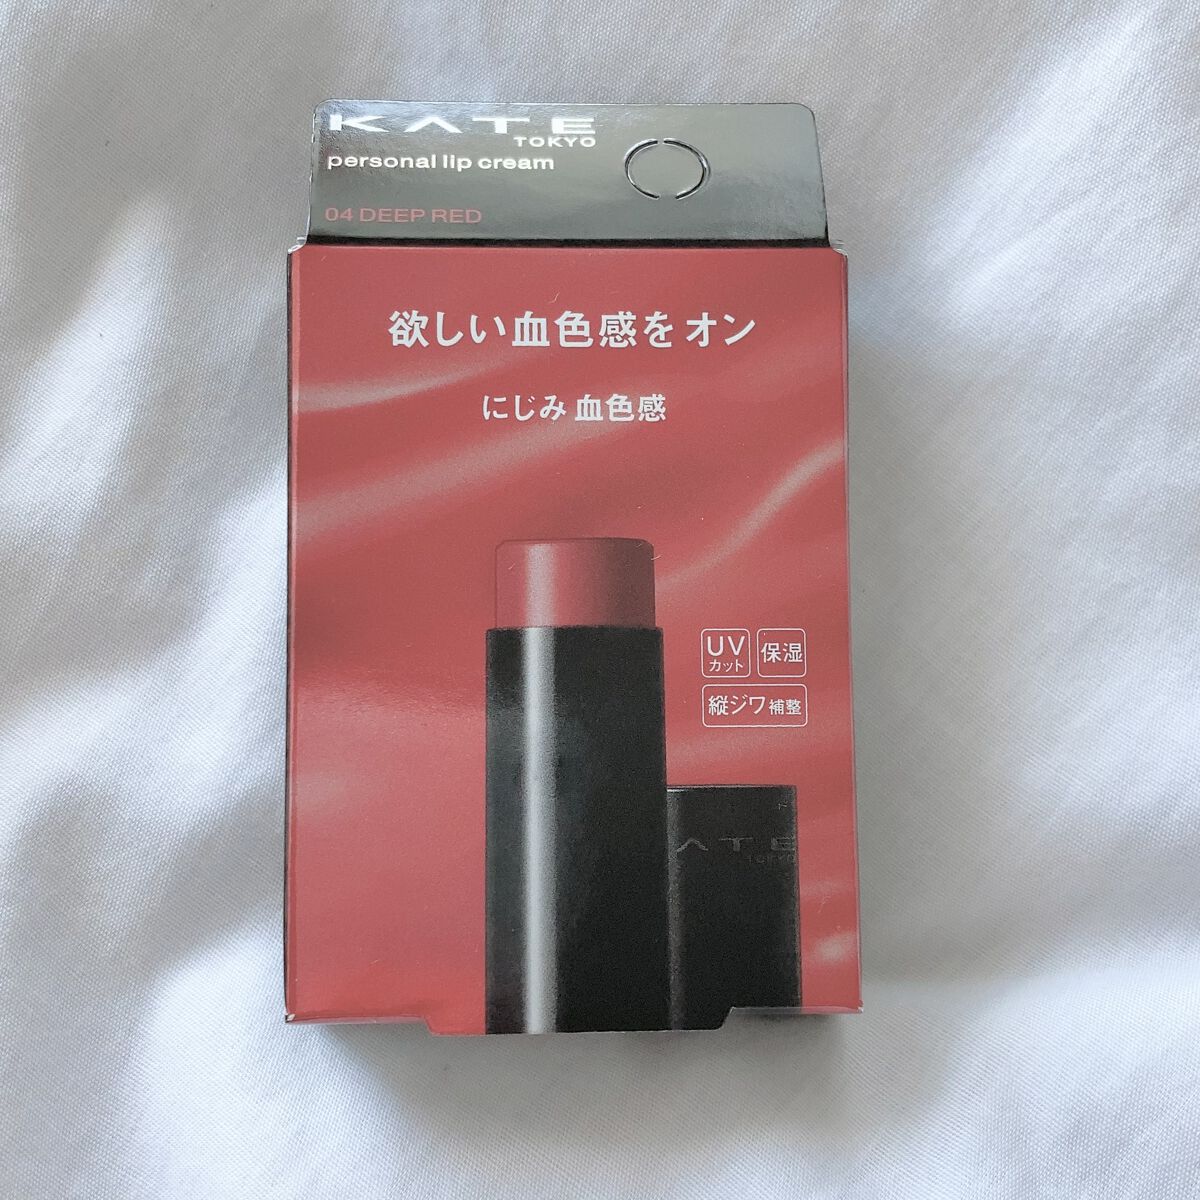 KATE
TOKYO
personal lip cream
04 DEEP RED
欲しい血色感をオン
にじみ 血色感
UV
カット
保湿
縦ジワ補整
ATE
TOKYO